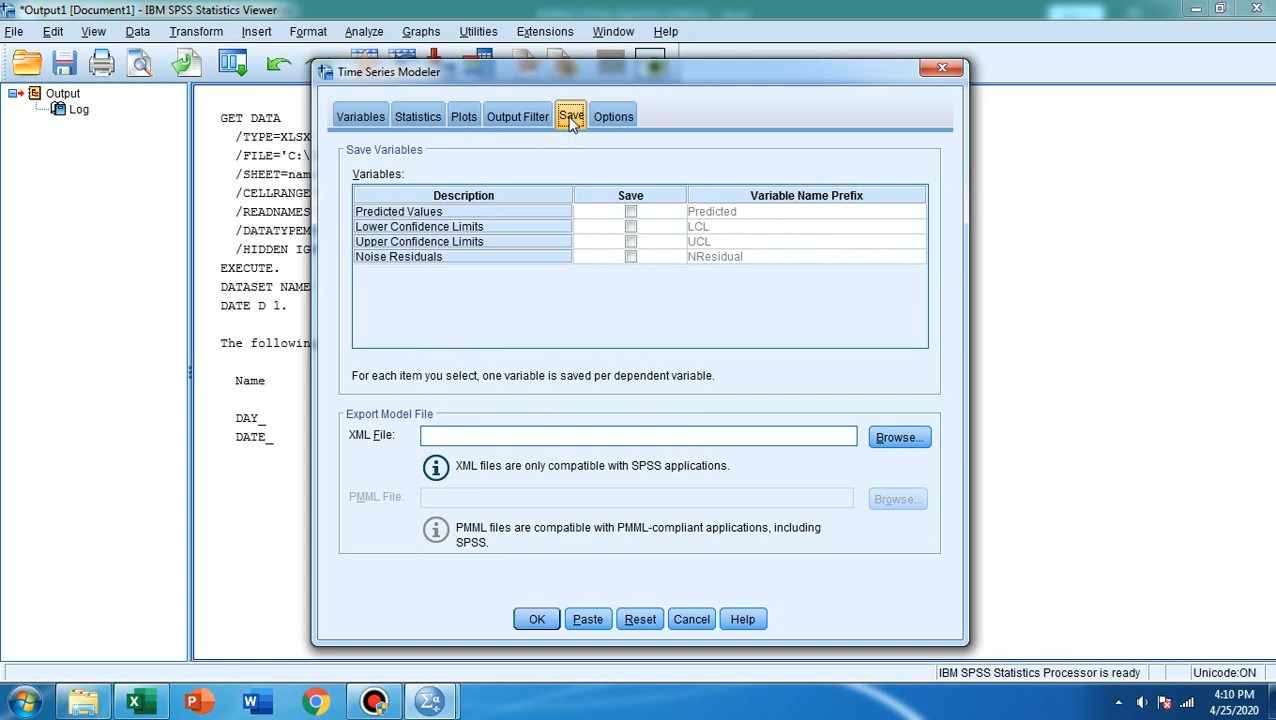 *Output1 [Document1] - IBM SPSS Statistics Viewer
File Edit View Data Transform Insert Format Analyze Graphs Utilities Extensions Window Help
Output
Log
GET DATA
/TYPE=XLSX
/FILE='C:\
/SHEET=nam
/CELLRANGE
/READNAMES
/DATATYPEM
/HIDDEN IG
EXECUTE.
DATASET NAME
DATE D 1.
The followin
Name
DAY_
DATE_
Time Series Modeler
Variables Statistics Plots Output Filter Save Options
Save Variables
Variables:
Description Save Variable Name Prefix
Predicted Values Predicted
Lower Confidence Limits LCL
Upper Confidence Limits UCL
Noise Residuals NResidual
For each item you select, one variable is saved per dependent variable.
Export Model File
XML File: Browse...
XML files are only compatible with SPSS applications.
PMML File: Browse...
PMML files are compatible with PMML-compliant applications, including
SPSS.
OK Paste Reset Cancel Help
IBM SPSS Statistics Processor is ready Unicode:ON
4:10 PM
4/25/2020